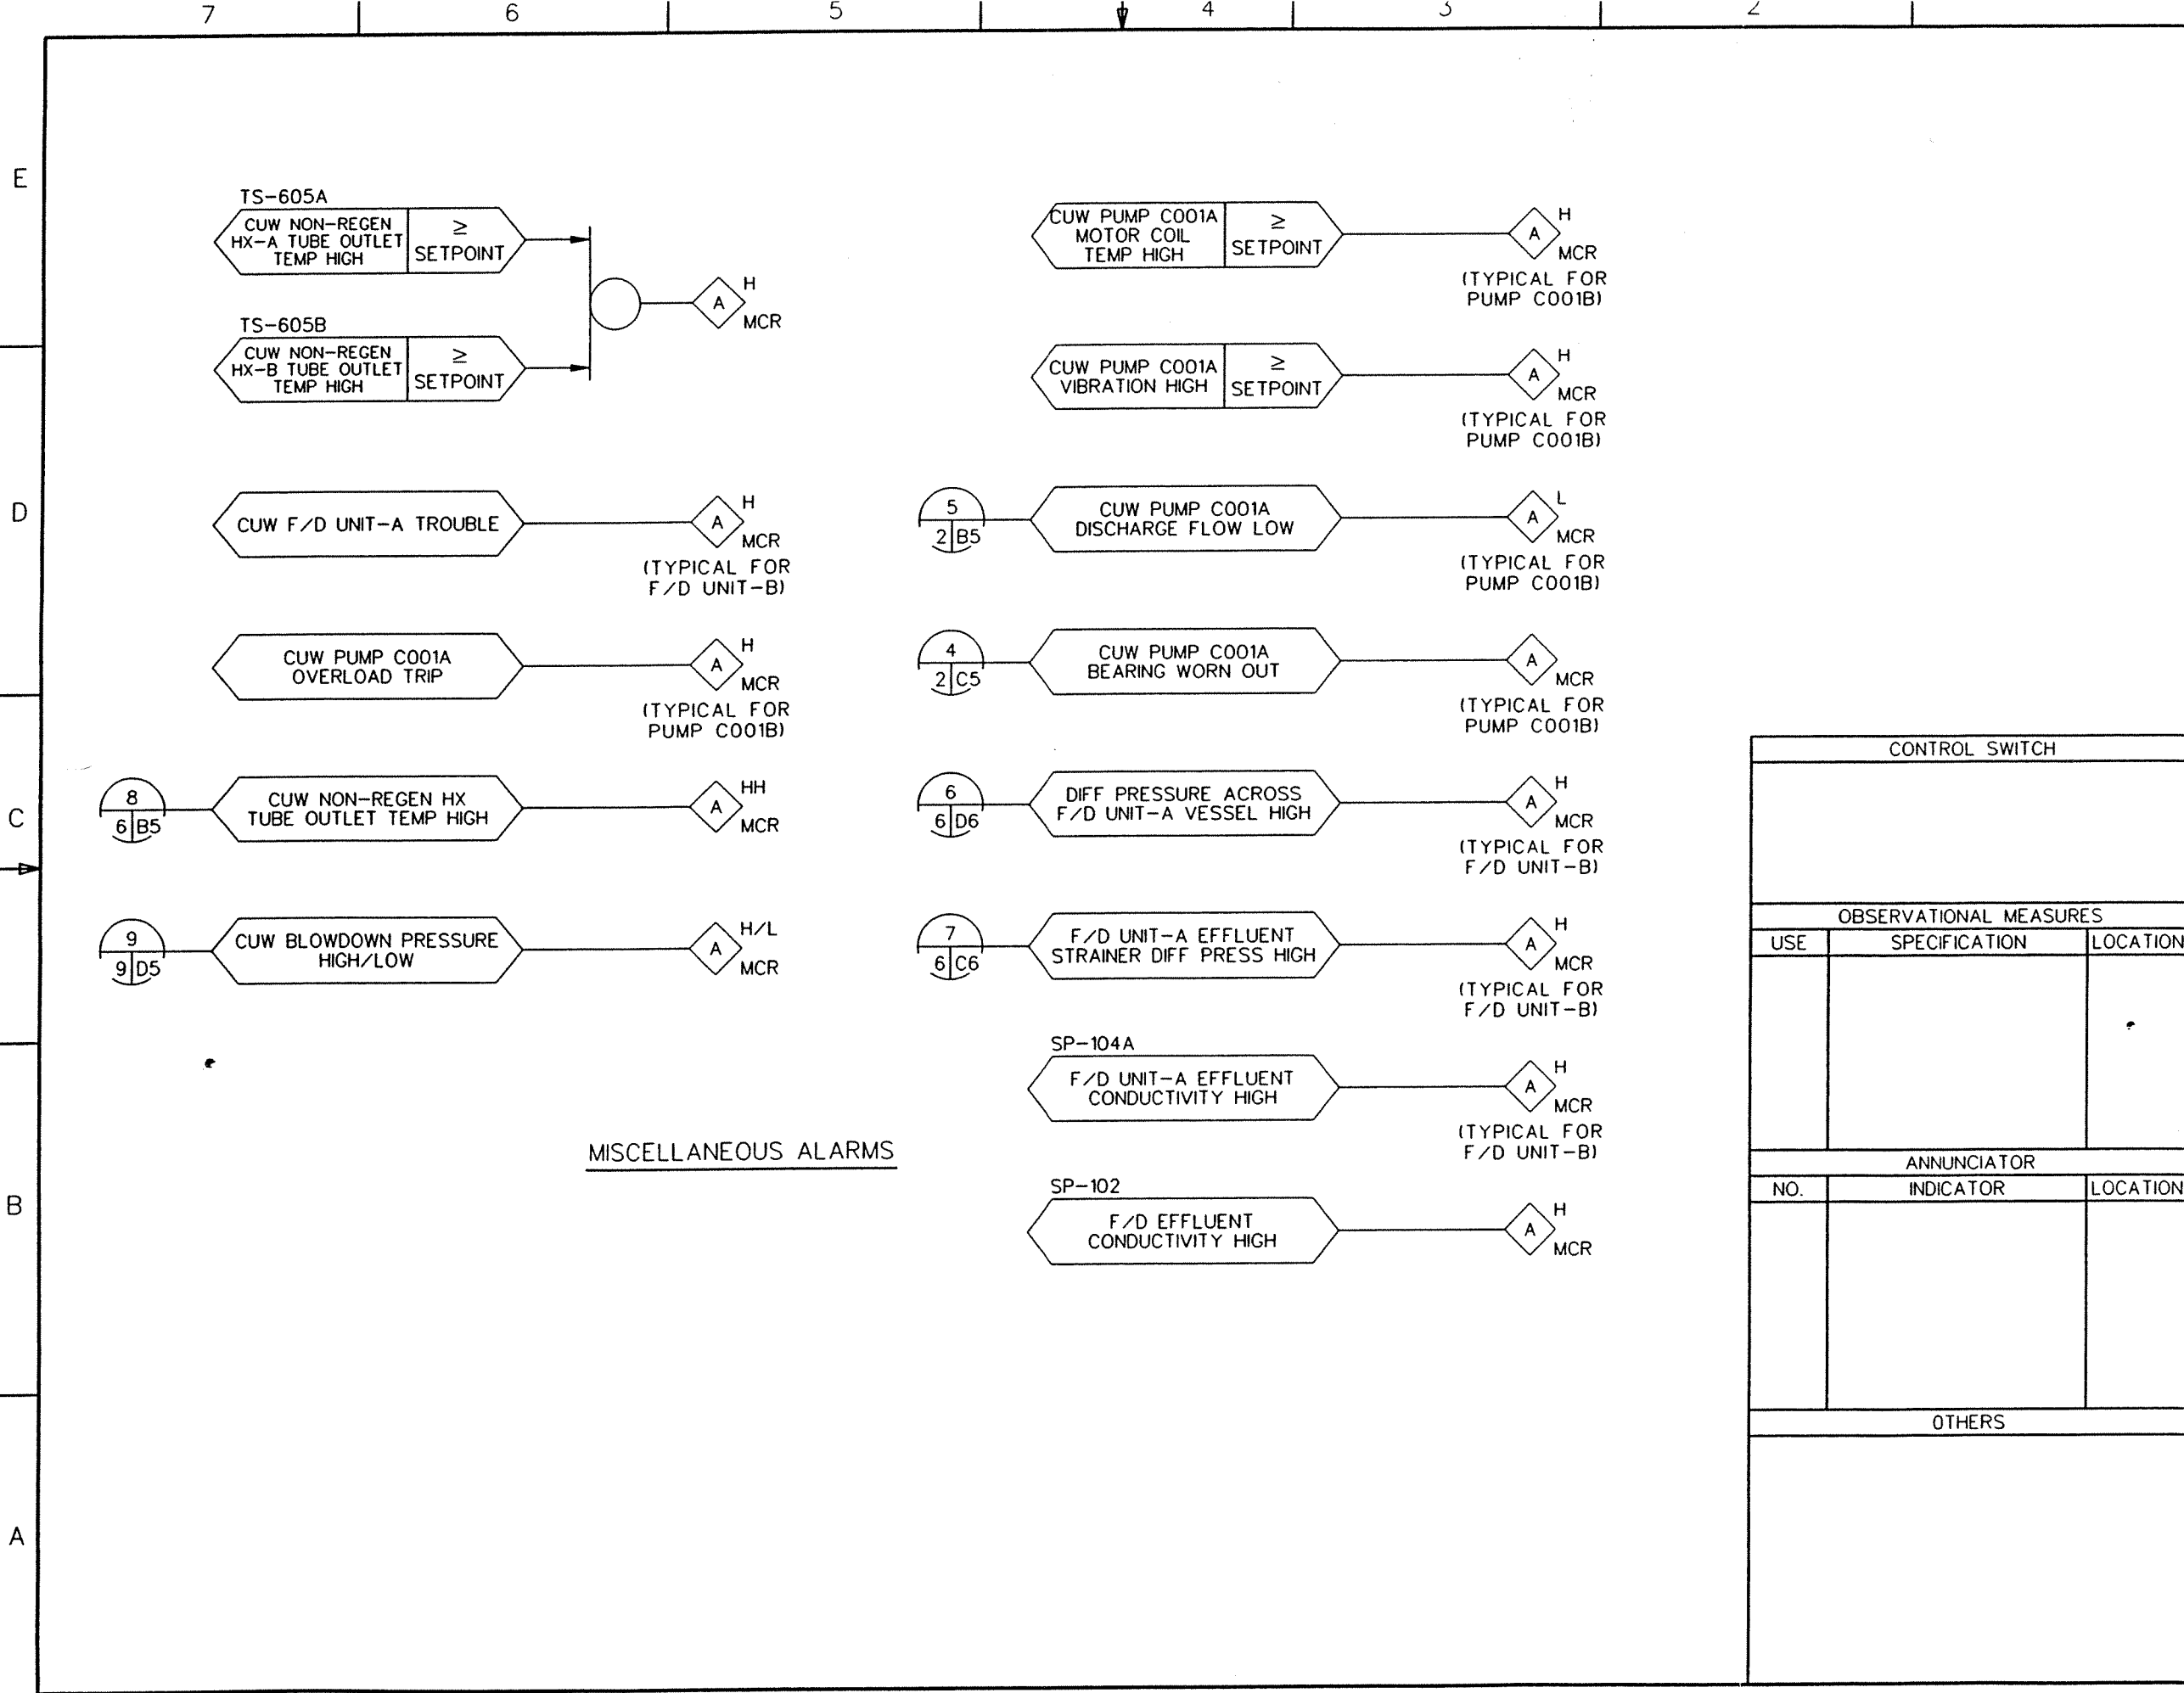 7 6 5 4 3 2
E
D
C
B
A
TS-605A
CUW NON-REGEN
HX-A TUBE OUTLET
TEMP HIGH
≥
SETPOINT
TS-605B
CUW NON-REGEN
HX-B TUBE OUTLET
TEMP HIGH
≥
SETPOINT
A
H
MCR
CUW F/D UNIT-A TROUBLE
A
H
MCR
(TYPICAL FOR
F/D UNIT-B)
CUW PUMP C001A
OVERLOAD TRIP
A
H
MCR
(TYPICAL FOR
PUMP C001B)
8
6 B5
CUW NON-REGEN HX
TUBE OUTLET TEMP HIGH
A
HH
MCR
9
9 D5
CUW BLOWDOWN PRESSURE
HIGH/LOW
A
H/L
MCR
MISCELLANEOUS ALARMS
CUW PUMP C001A
MOTOR COIL
TEMP HIGH
≥
SETPOINT
A
H
MCR
(TYPICAL FOR
PUMP C001B)
CUW PUMP C001A
VIBRATION HIGH
≥
SETPOINT
A
H
MCR
(TYPICAL FOR
PUMP C001B)
5
2 B5
CUW PUMP C001A
DISCHARGE FLOW LOW
A
L
MCR
(TYPICAL FOR
PUMP C001B)
4
2 C5
CUW PUMP C001A
BEARING WORN OUT
A
MCR
(TYPICAL FOR
PUMP C001B)
6
6 D6
DIFF PRESSURE ACROSS
F/D UNIT-A VESSEL HIGH
A
H
MCR
(TYPICAL FOR
F/D UNIT-B)
7
6 C6
F/D UNIT-A EFFLUENT
STRAINER DIFF PRESS HIGH
A
H
MCR
(TYPICAL FOR
F/D UNIT-B)
SP-104A
F/D UNIT-A EFFLUENT
CONDUCTIVITY HIGH
A
H
MCR
(TYPICAL FOR
F/D UNIT-B)
SP-102
F/D EFFLUENT
CONDUCTIVITY HIGH
A
H
MCR
CONTROL SWITCH
OBSERVATIONAL MEASURES
USE SPECIFICATION LOCATION
ANNUNCIATOR
NO. INDICATOR LOCATION
OTHERS